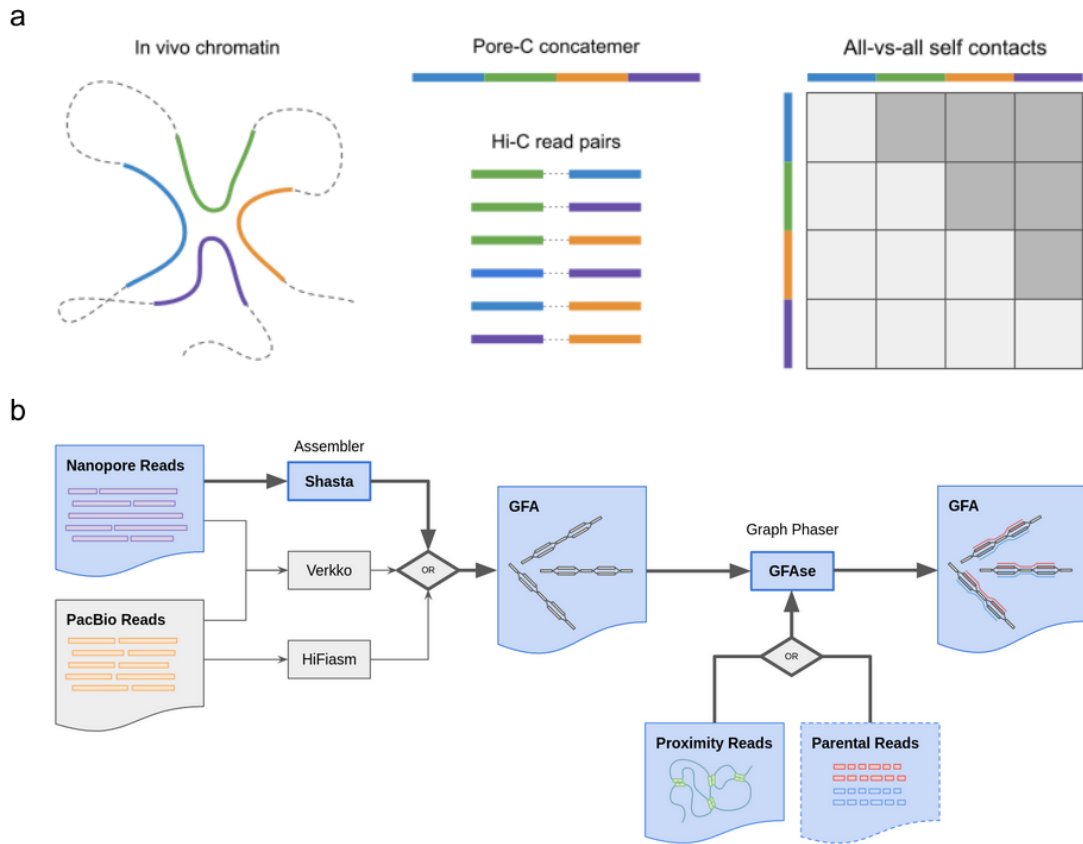 a
In vivo chromatin
Pore-C concatemer
All-vs-all self contacts
Hi-C read pairs
b
Nanopore Reads
Assembler
Shasta
GFA
Graph Phaser
GFA
Verkko
OR
GFAse
PacBio Reads
HiFiasm
OR
Proximity Reads
Parental Reads